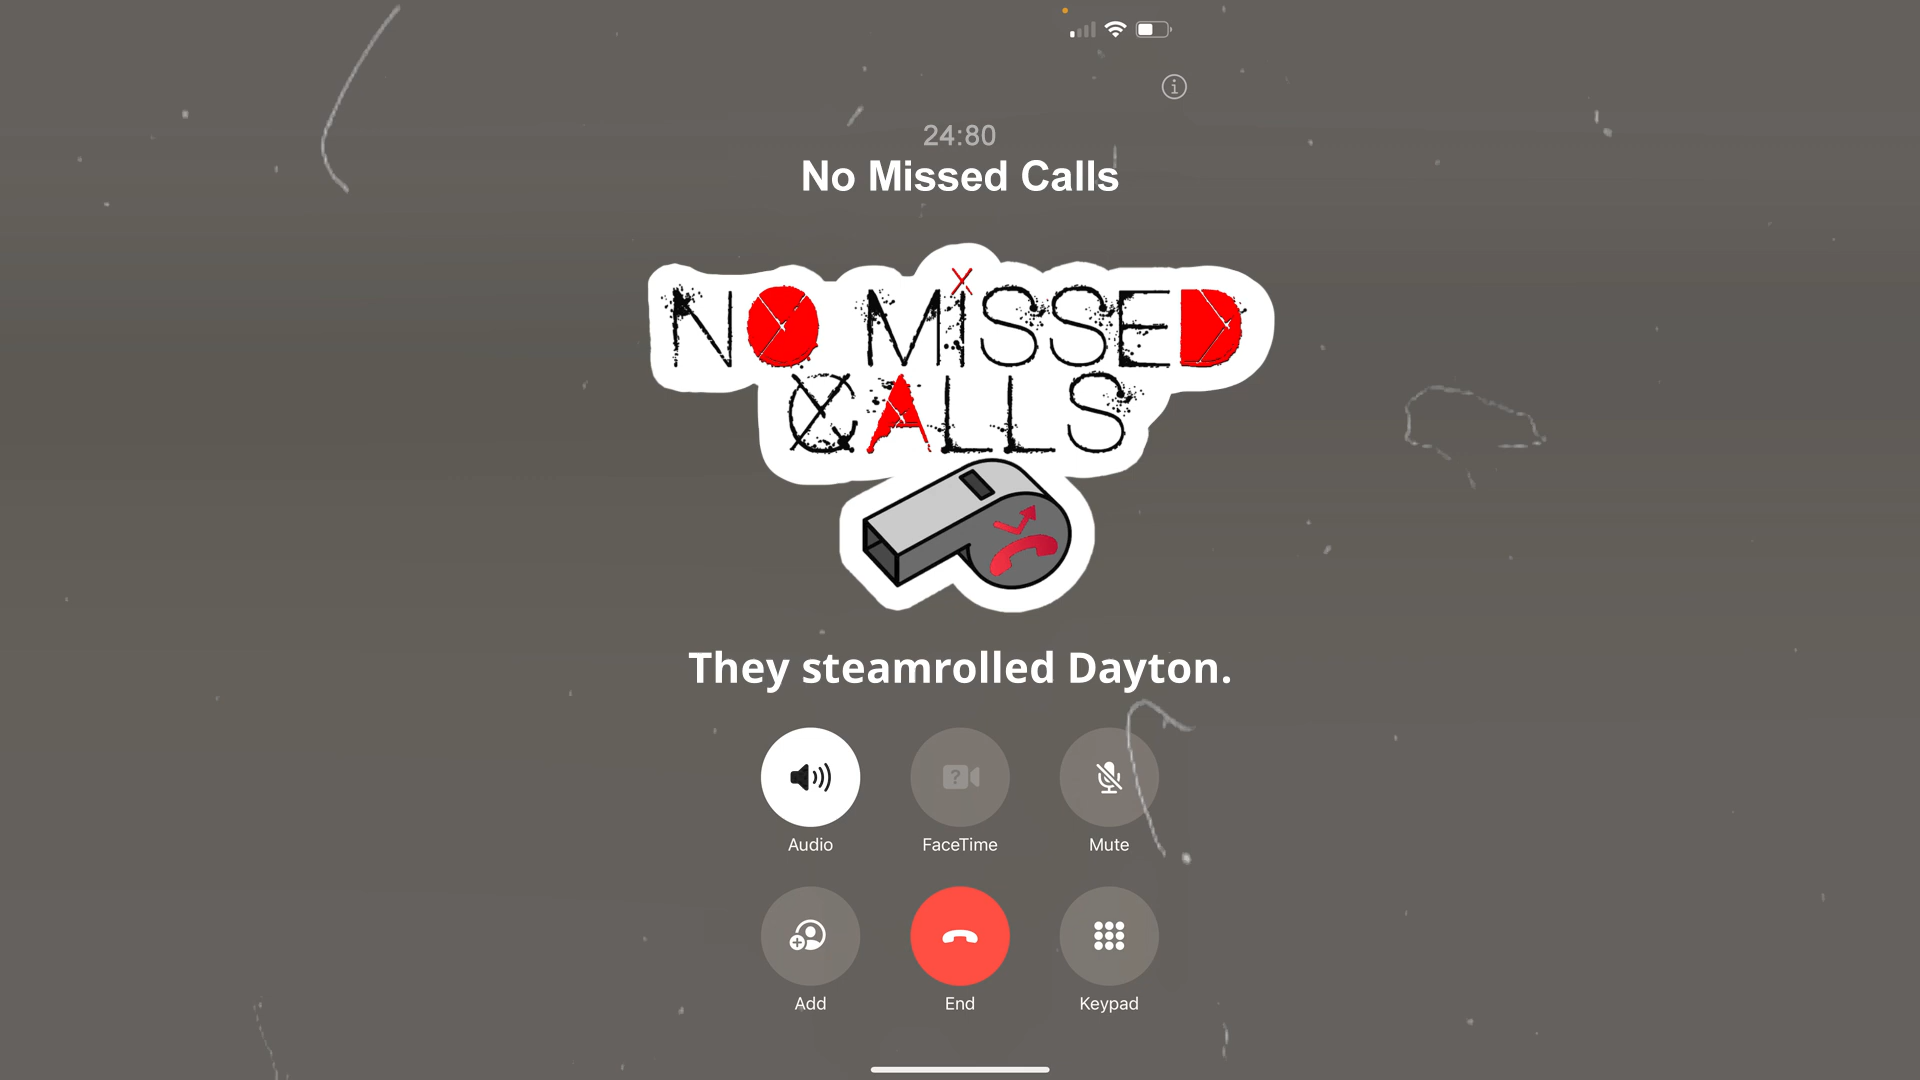 24:80
No Missed Calls
NO MiSSED
CALLS
They steamrolled Dayton.
Audio
FaceTime
Mute
Add
End
Keypad